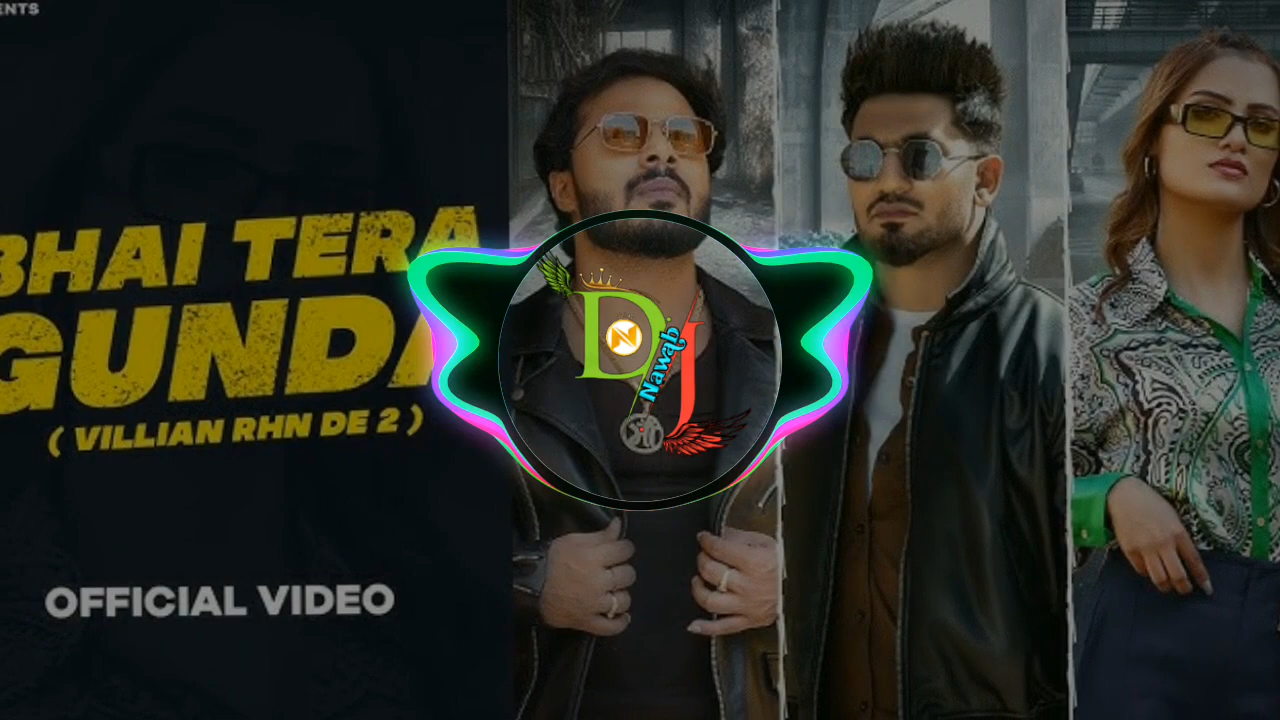 ENTS
BHAI TERA
GUNDA
( VILLIAN RHN DE 2 )
OFFICIAL VIDEO
DJ
N
Nawab